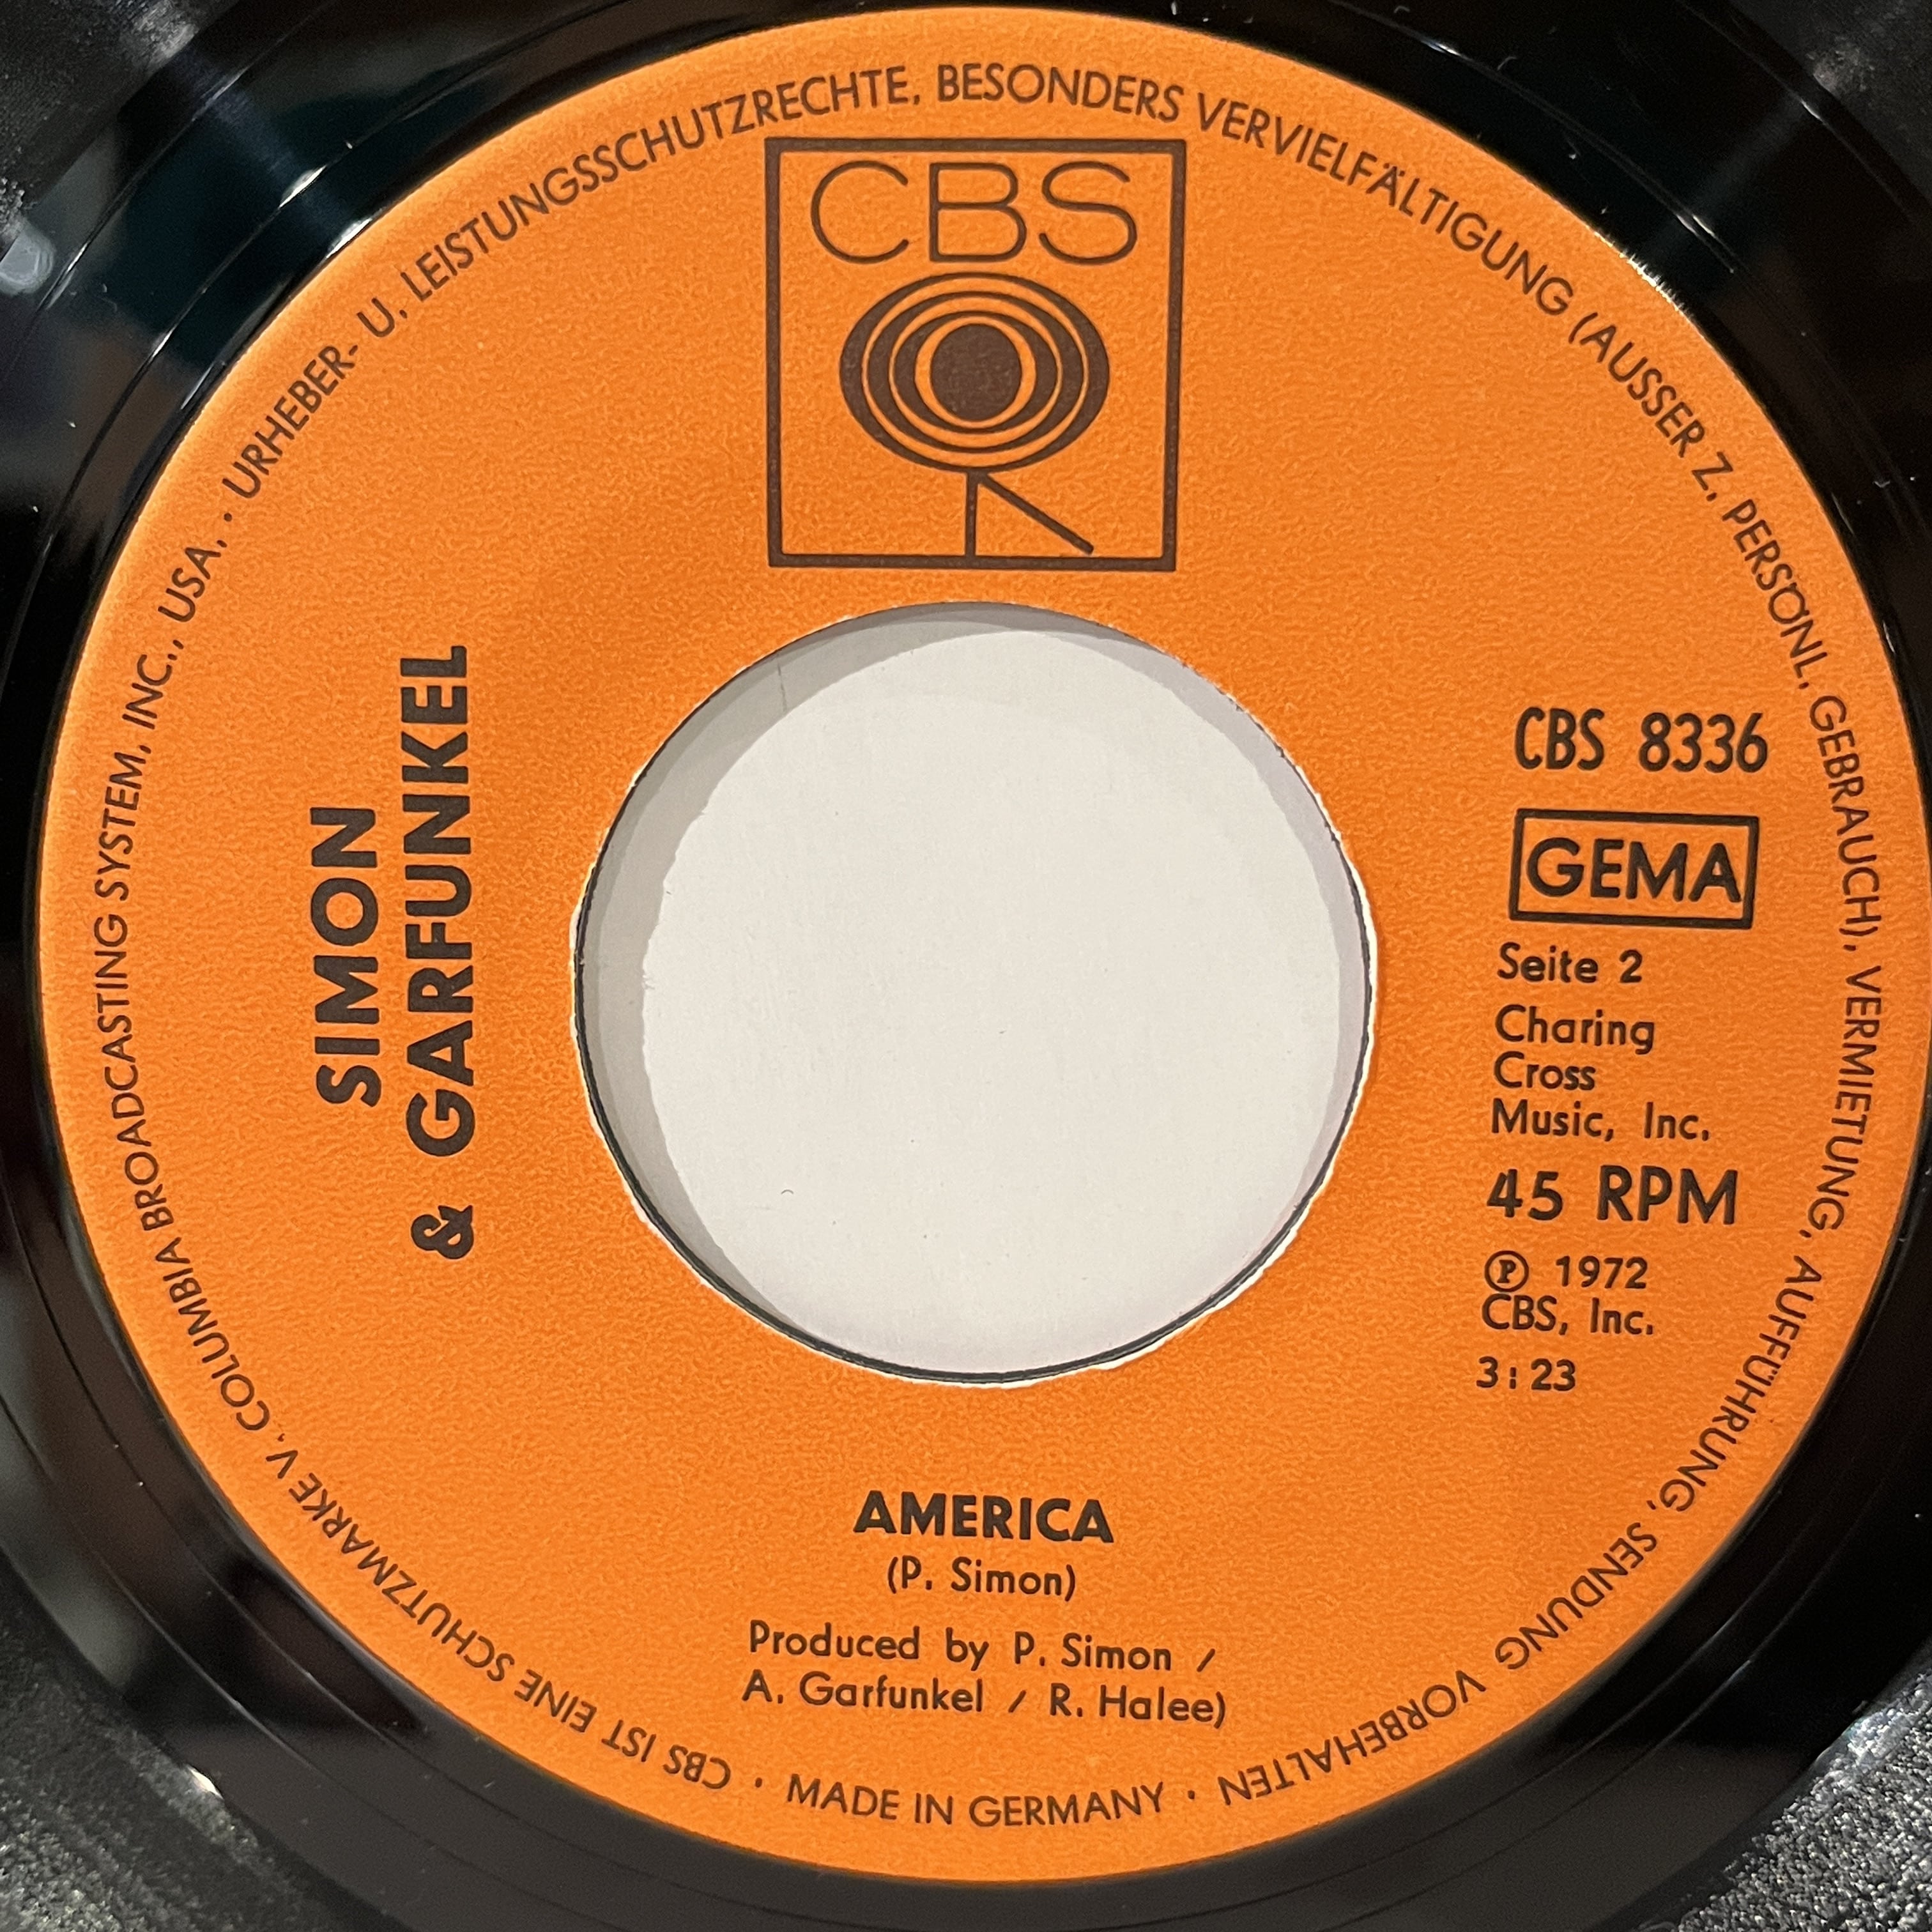 CBS
SIMON
& GARFUNKEL
CBS 8336
GEMA
Seite 2
Charing
Cross
Music, Inc.
45 RPM
Ⓟ 1972
CBS, Inc.
3:23
AMERICA
(P. Simon)
Produced by P. Simon /
A. Garfunkel / R. Halee)
CBS IST EINE SCHUTZMARKE V. COLUMBIA BROADCASTING SYSTEM, INC., USA. · URHEBER- U. LEISTUNGSSCHUTZRECHTE, BESONDERS VERVIELFÄLTIGUNG (AUSSER Z. PERSÖNL. GEBRAUCH), VERMIETUNG, AUFFÜHRUNG, SENDUNG VORBEHALTEN · MADE IN GERMANY ·